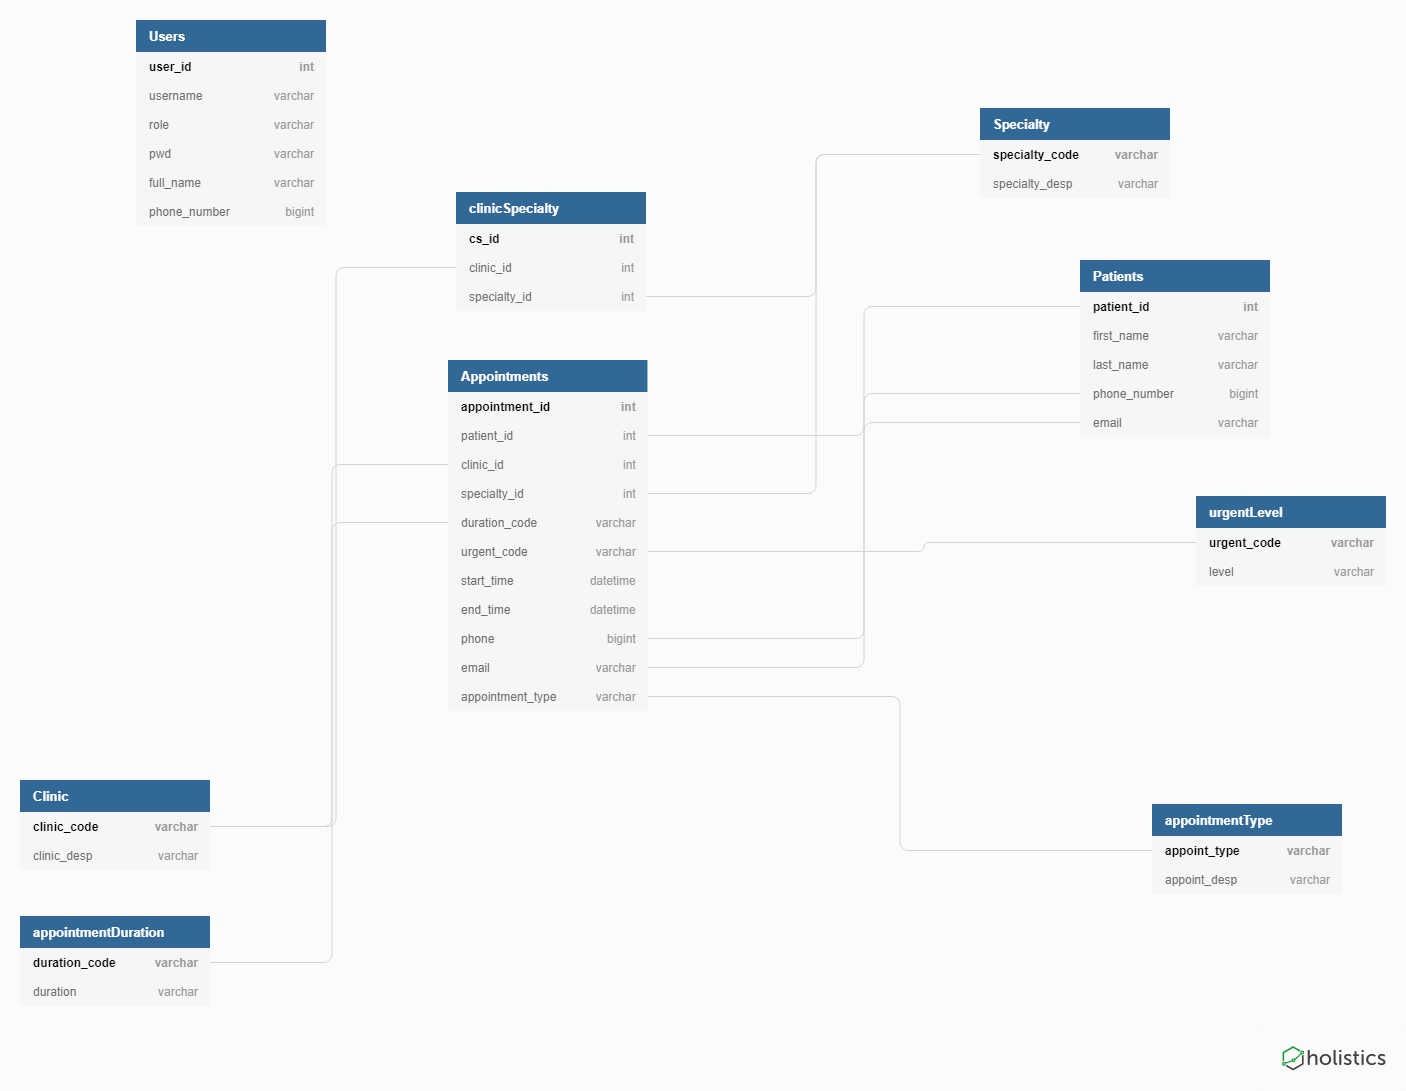 Users
user_id int
username varchar
role varchar
pwd varchar
full_name varchar
phone_number bigint
Specialty
specialty_code varchar
specialty_desp varchar
clinicSpecialty
cs_id int
clinic_id int
specialty_id int
Patients
patient_id int
first_name varchar
last_name varchar
phone_number bigint
email varchar
Appointments
appointment_id int
patient_id int
clinic_id int
specialty_id int
duration_code varchar
urgent_code varchar
start_time datetime
end_time datetime
phone bigint
email varchar
appointment_type varchar
urgentLevel
urgent_code varchar
level varchar
Clinic
clinic_code varchar
clinic_desp varchar
appointmentType
appoint_type varchar
appoint_desp varchar
appointmentDuration
duration_code varchar
duration varchar
holistics